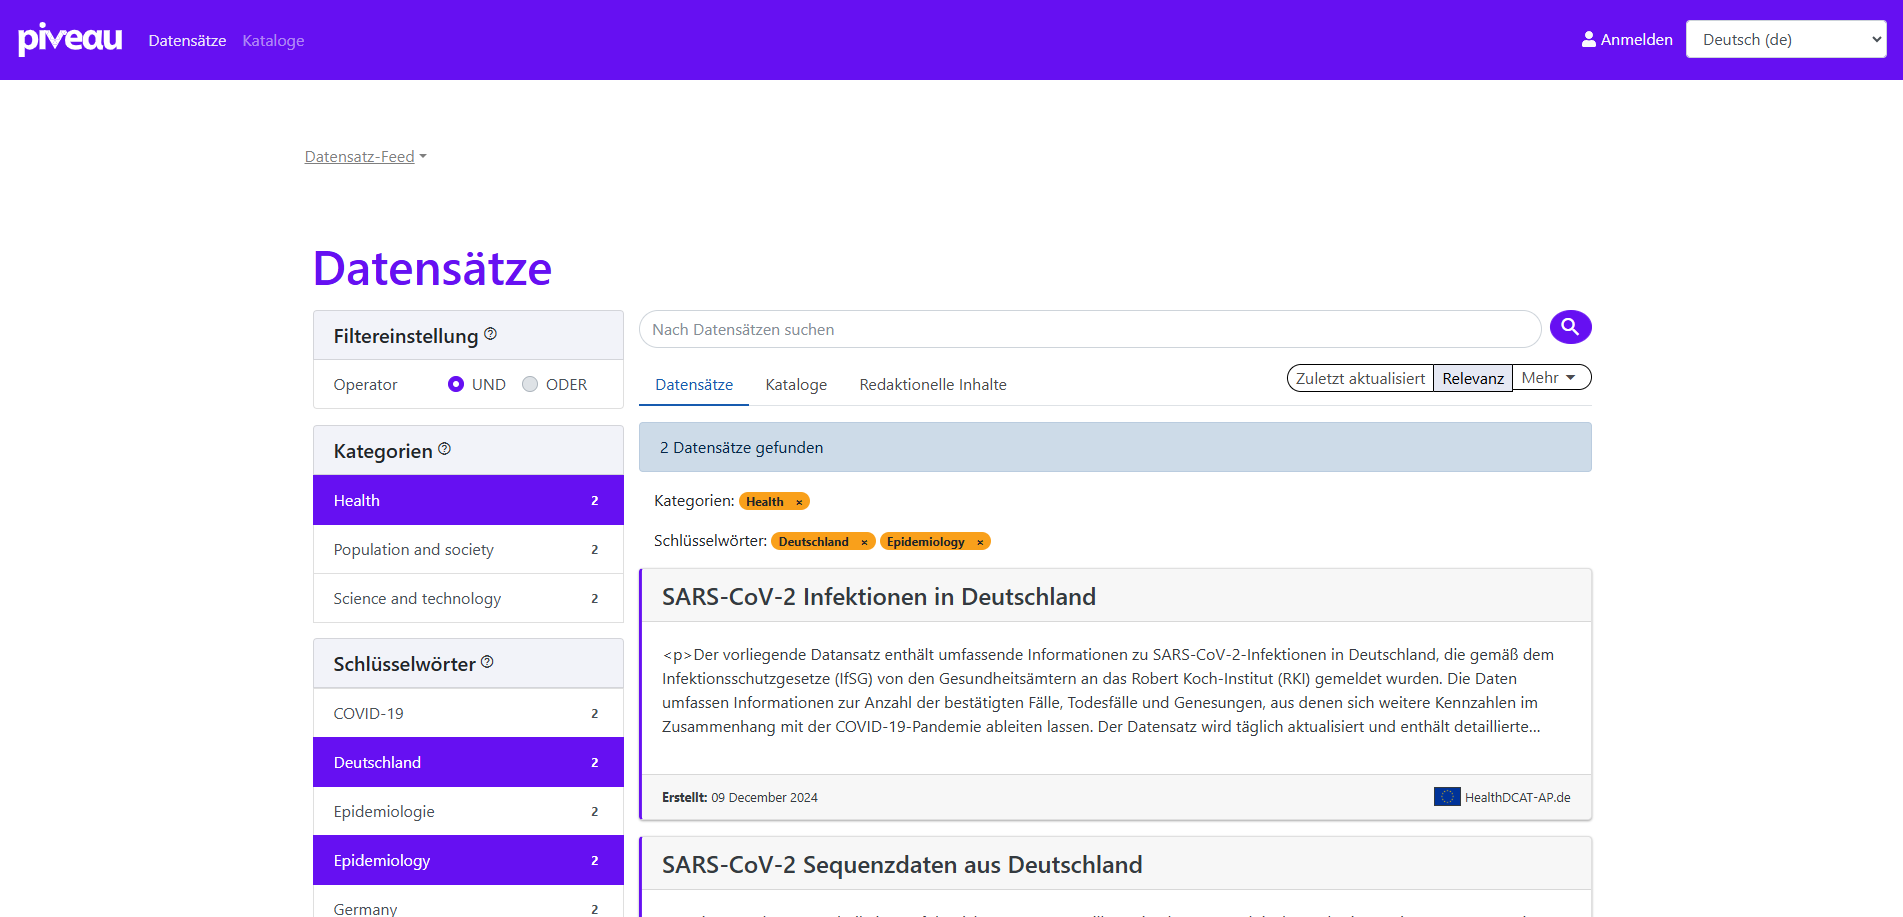 piveau Datensätze Kataloge Anmelden Deutsch (de)
Datensatz-Feed
Datensätze
Filtereinstellung
Operator UND ODER
Kategorien
Health 2
Population and society 2
Science and technology 2
Schlüsselwörter
COVID-19 2
Deutschland 2
Epidemiologie 2
Epidemiology 2
Germany 2
Nach Datensätzen suchen
Datensätze Kataloge Redaktionelle Inhalte
Zuletzt aktualisiert Relevanz Mehr
2 Datensätze gefunden
Kategorien: Health ×
Schlüsselwörter: Deutschland × Epidemiology ×
SARS-CoV-2 Infektionen in Deutschland
<p>Der vorliegende Datansatz enthält umfassende Informationen zu SARS-CoV-2-Infektionen in Deutschland, die gemäß dem
Infektionsschutzgesetze (IfSG) von den Gesundheitsämtern an das Robert Koch-Institut (RKI) gemeldet wurden. Die Daten
umfassen Informationen zur Anzahl der bestätigten Fälle, Todesfälle und Genesungen, aus denen sich weitere Kennzahlen im
Zusammenhang mit der COVID-19-Pandemie ableiten lassen. Der Datensatz wird täglich aktualisiert und enthält detaillierte...
Erstellt: 09 December 2024 HealthDCAT-AP.de
SARS-CoV-2 Sequenzdaten aus Deutschland